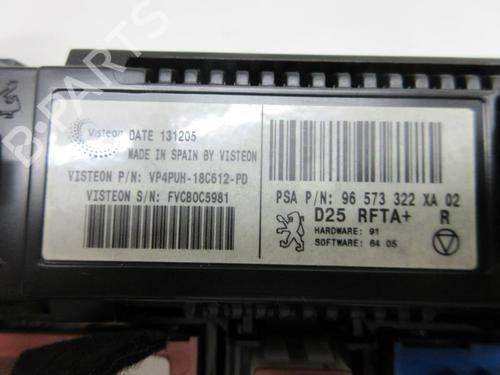 Visteon DATE 131205
MADE IN SPAIN BY VISTEON
VISTEON P/N: VP4PUH-18C612-PD
VISTEON S/N: FVCB0C5981
PSA P/N: 96 573 322 XA 02
D25 RFTA+ R
HARDWARE: 91
SOFTWARE: 64 05
B-PARTS